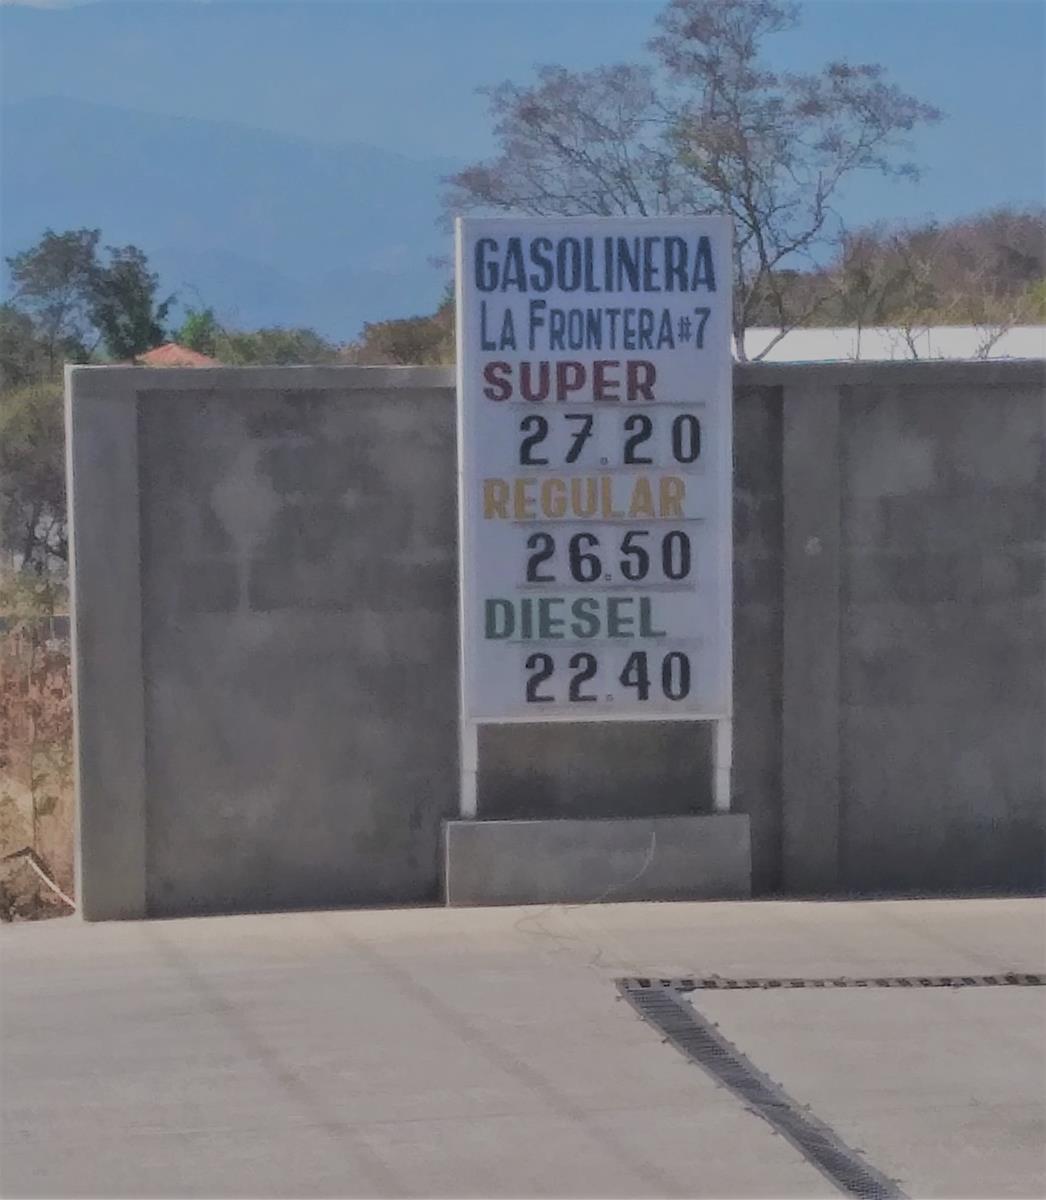 GASOLINERA
LA FRONTERA #7
SUPER
27.20
REGULAR
26.50
DIESEL
22.40